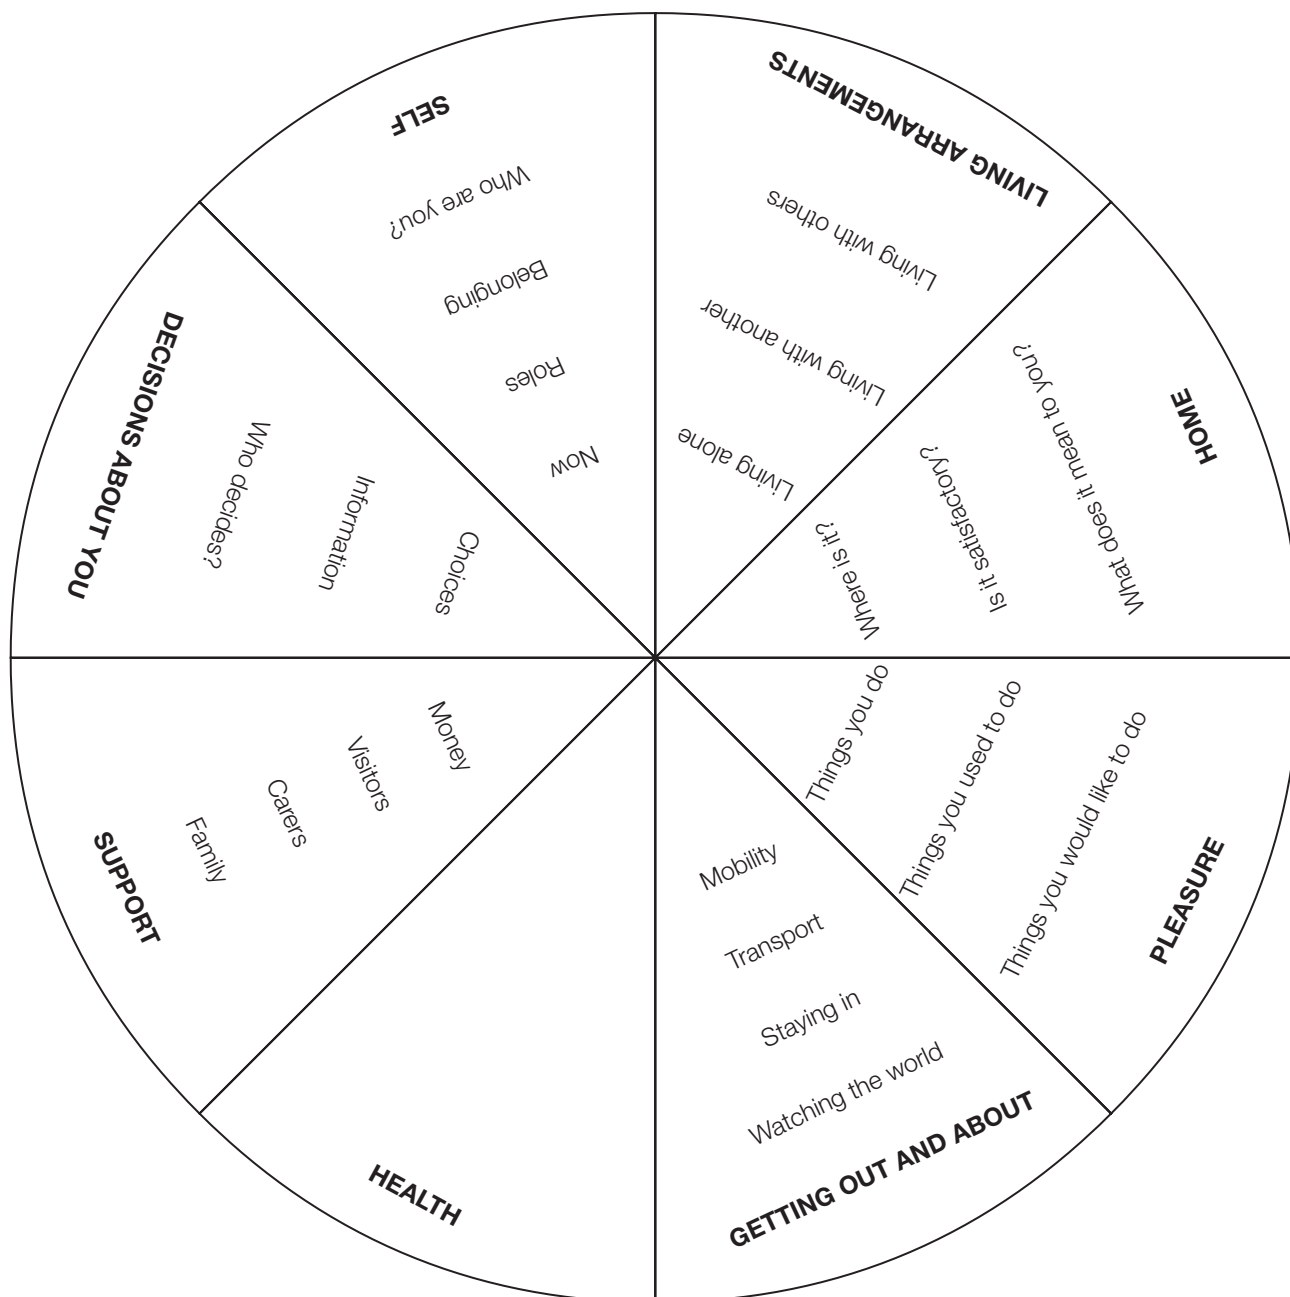 LIVING ARRANGEMENTS
Living with others
Living with another
Living alone
HOME
What does it mean to you?
Is it satisfactory?
Where is it?
PLEASURE
Things you would like to do
Things you used to do
Things you do
GETTING OUT AND ABOUT
Watching the world
Staying in
Transport
Mobility
HEALTH
SUPPORT
Family
Carers
Visitors
Money
DECISIONS ABOUT YOU
Who decides?
Information
Choices
SELF
Who are you?
Belonging
Roles
Now